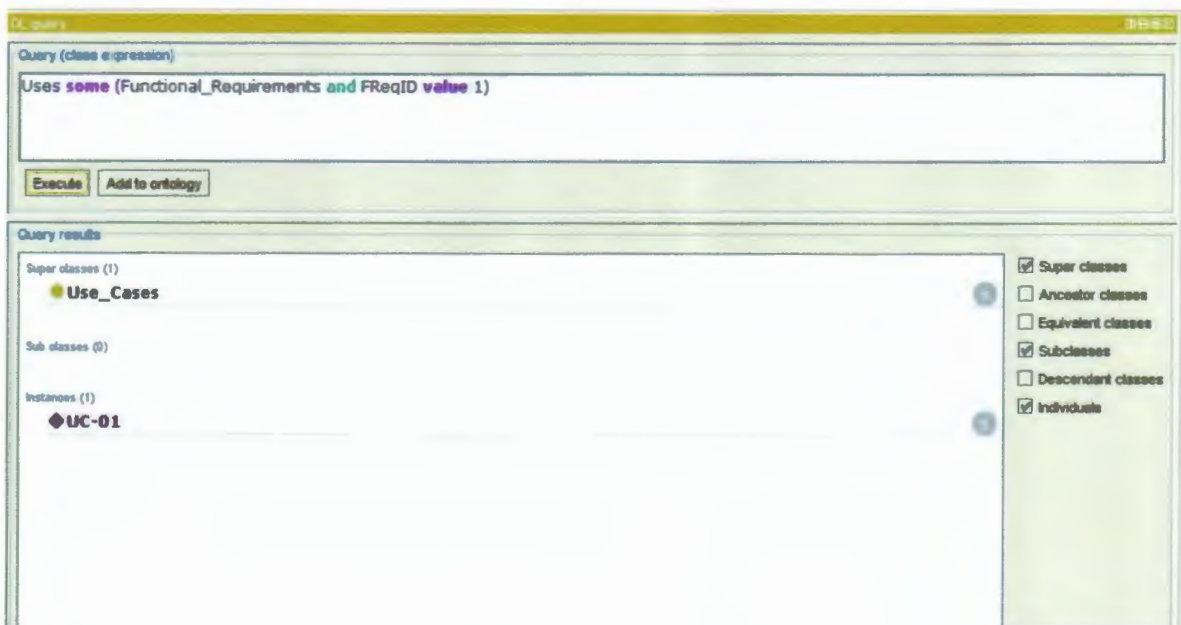 DL query
Query (class expression)
Uses some (Functional_Requirements and FReqID value 1)
Execute
Add to ontology
Query results
Super classes (1)
Use_Cases
Sub classes (0)
Instances (1)
UC-01
Super classes
Ancestor classes
Equivalent classes
Subclasses
Descendant classes
Individuals